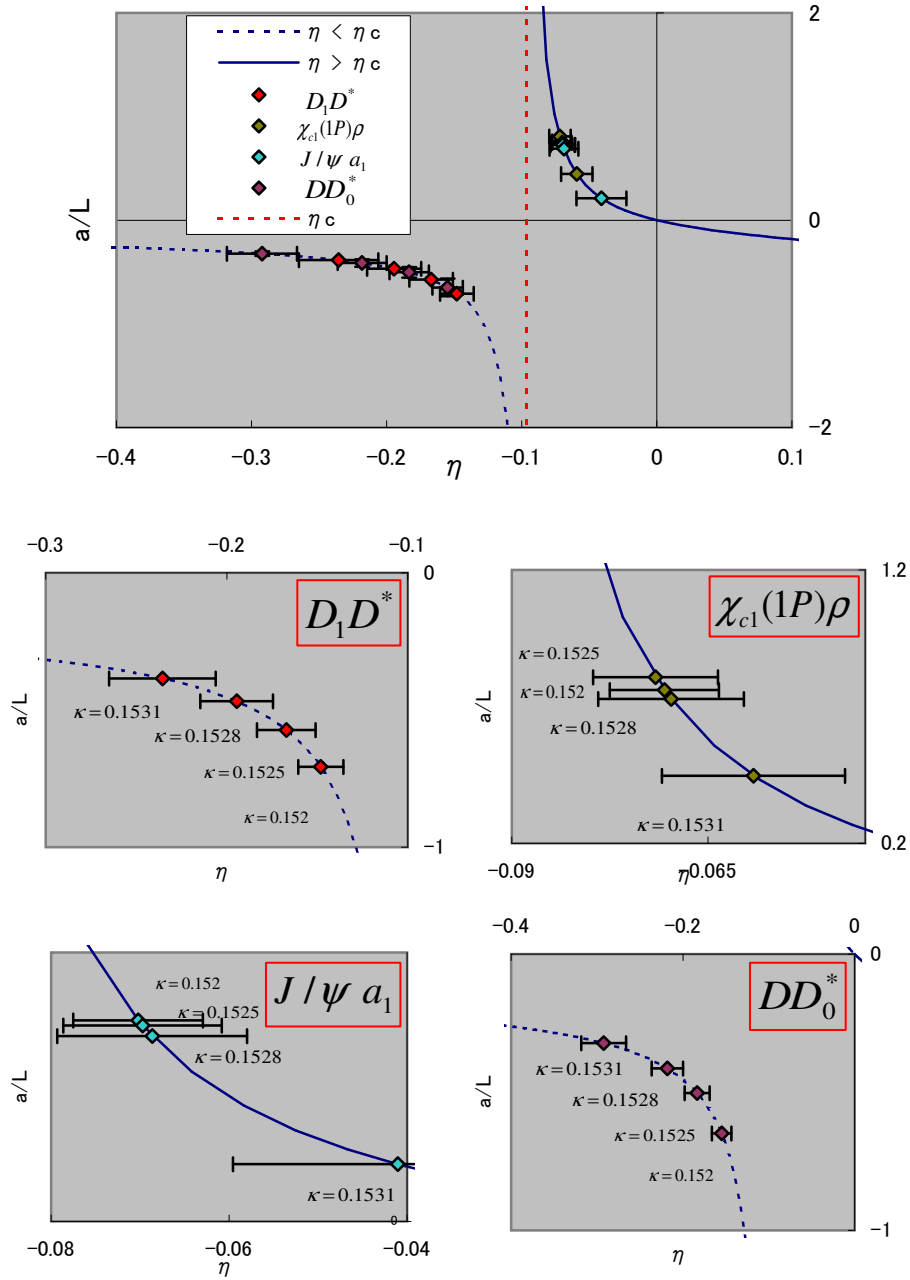 2
0
-2
a/L
η < η c
η > η c
D₁D*
χ_c1(1P)ρ
J/ψ a₁
DD₀*
η c
-0.4 -0.3 -0.2 -0.1 0 0.1
η
-0.3 -0.2 -0.1
0
D₁D*
a/L
κ=0.1531
κ=0.1528
κ=0.1525
κ=0.152
-1
η
1.2
χ_c1(1P)ρ
a/L
κ=0.1525
κ=0.152
κ=0.1528
κ=0.1531
0.2
-0.09 -0.065
η
J/ψ a₁
a/L
κ=0.152
κ=0.1525
κ=0.1528
κ=0.1531
0
-0.08 -0.06 -0.04
η
-0.4 -0.2 0
0
DD₀*
a/L
κ=0.1531
κ=0.1528
κ=0.1525
κ=0.152
-1
η